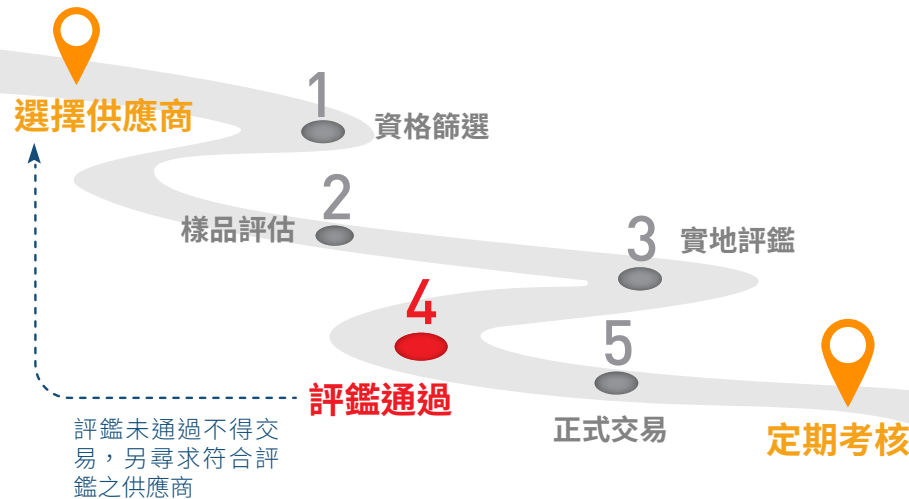 選擇供應商
1
資格篩選
2
樣品評估
3
實地評鑑
4
評鑑通過
5
正式交易
定期考核
評鑑未通過不得交
易，另尋求符合評
鑑之供應商